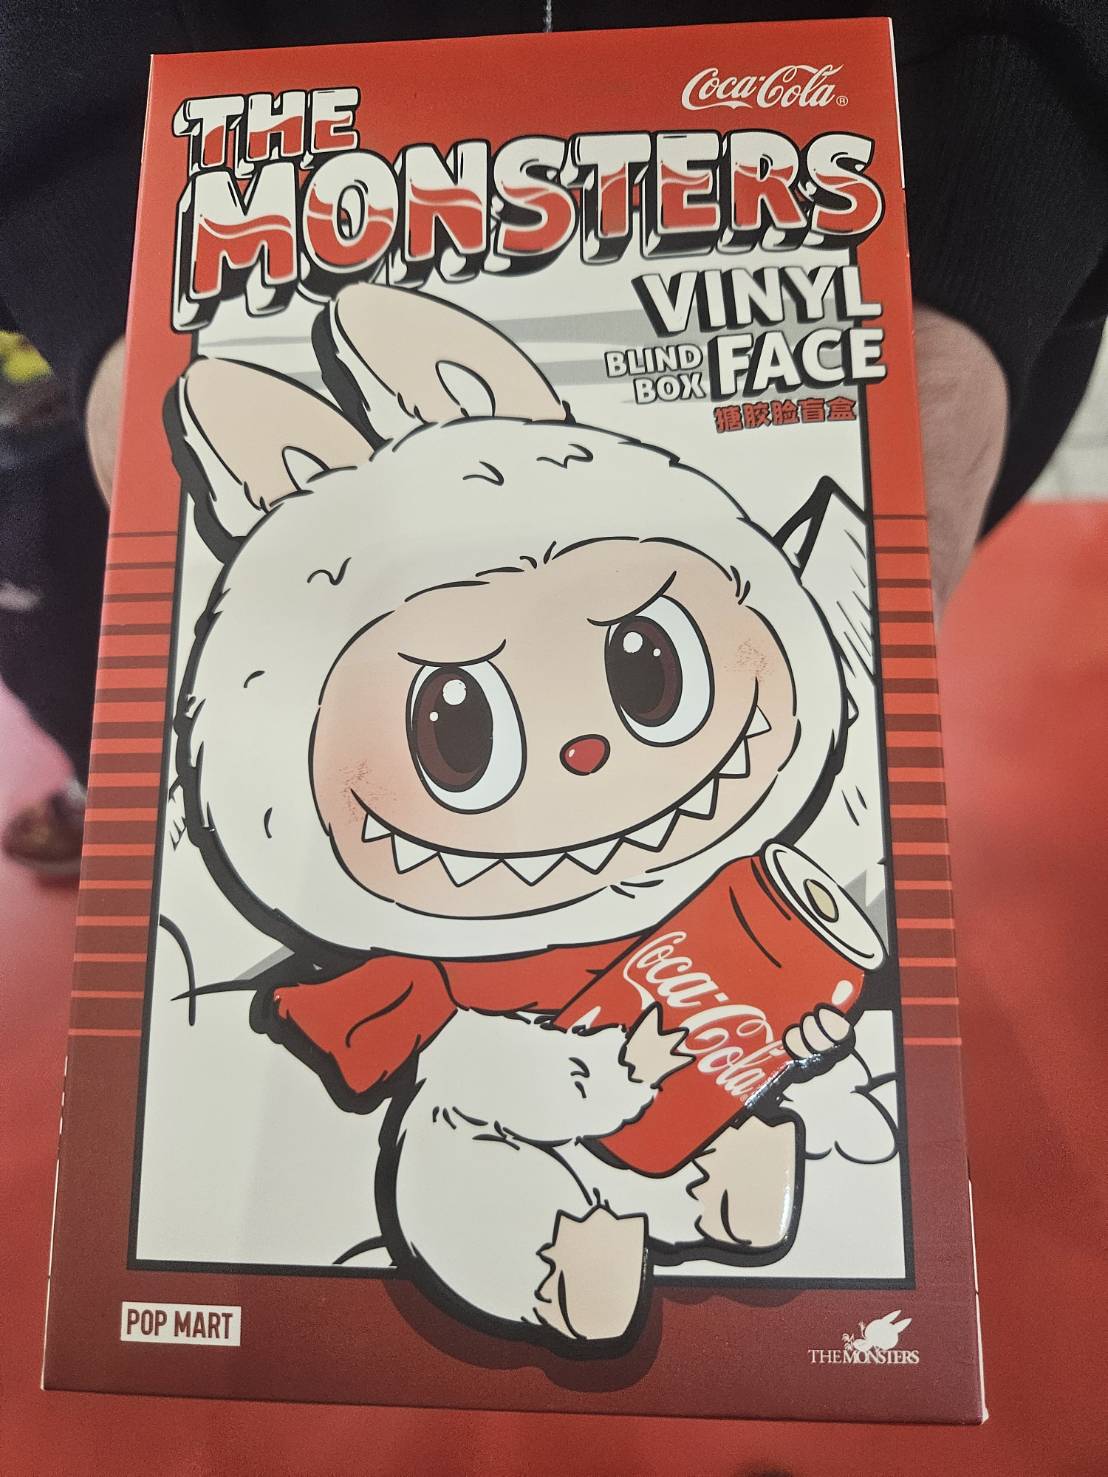 Coca-Cola®
THE
MONSTERS
VINYL
FACE
BLIND
BOX
搪胶脸盲盒
Coca-Cola
POP MART
THE MONSTERS